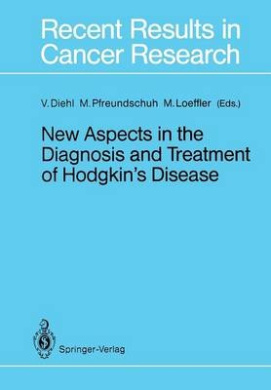 Recent Results in
Cancer Research
V. Diehl M. Pfreundschuh M. Loeffler (Eds.)
New Aspects in the
Diagnosis and Treatment
of Hodgkin's Disease
Springer-Verlag